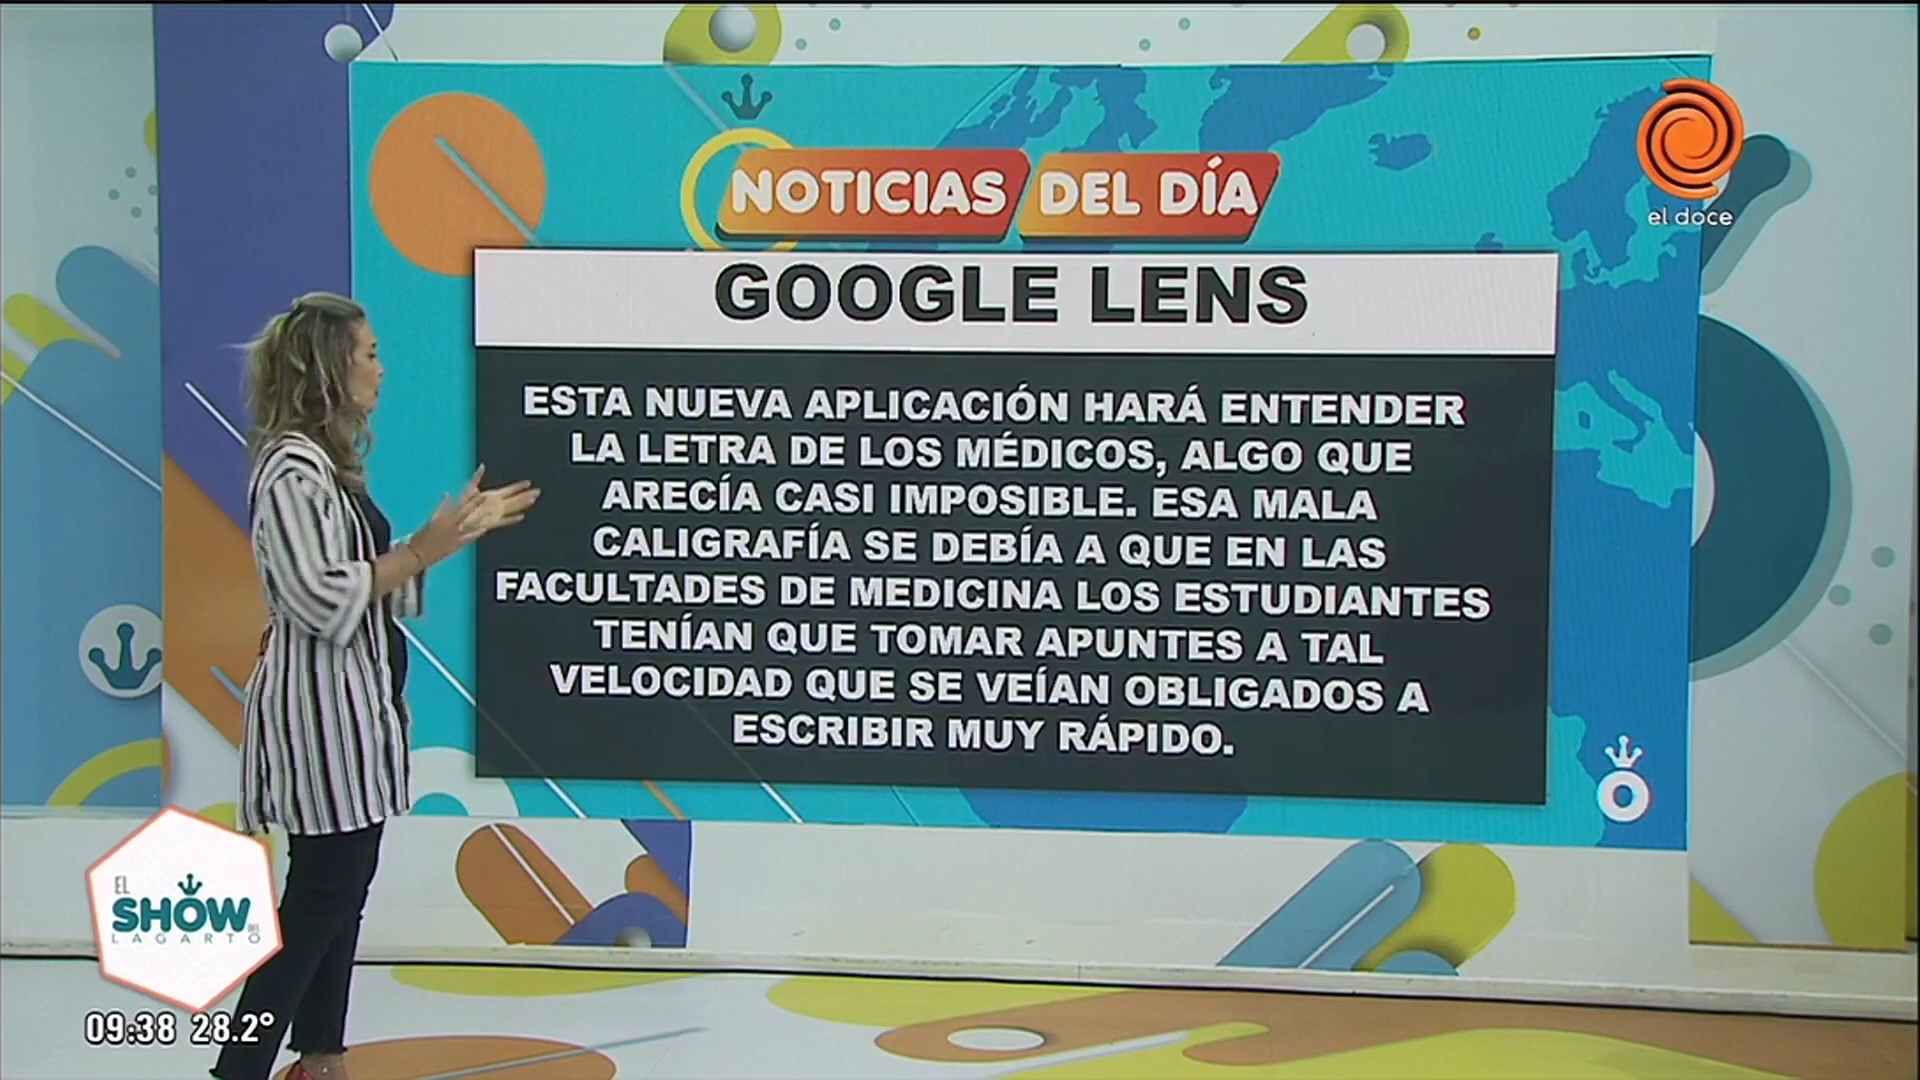 NOTICIAS DEL DÍA
el doce
GOOGLE LENS
ESTA NUEVA APLICACIÓN HARÁ ENTENDER
LA LETRA DE LOS MÉDICOS, ALGO QUE
ARECÍA CASI IMPOSIBLE. ESA MALA
CALIGRAFÍA SE DEBÍA A QUE EN LAS
FACULTADES DE MEDICINA LOS ESTUDIANTES
TENÍAN QUE TOMAR APUNTES A TAL
VELOCIDAD QUE SE VEÍAN OBLIGADOS A
ESCRIBIR MUY RÁPIDO.
EL
SHOW
DEL
LAGARTO
09:38 28.2°